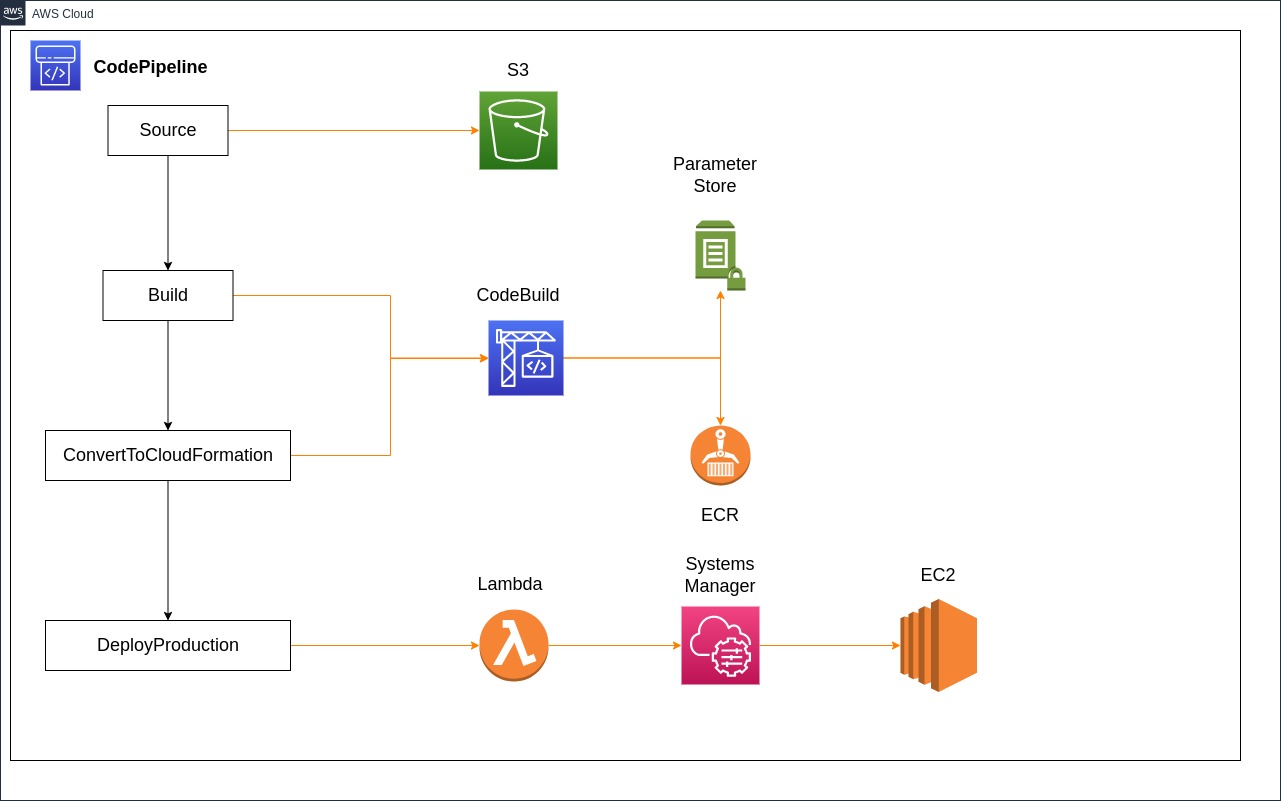 aws
AWS Cloud
CodePipeline
S3
Source
Parameter
Store
Build
CodeBuild
ConvertToCloudFormation
ECR
Systems
Manager
Lambda
EC2
DeployProduction